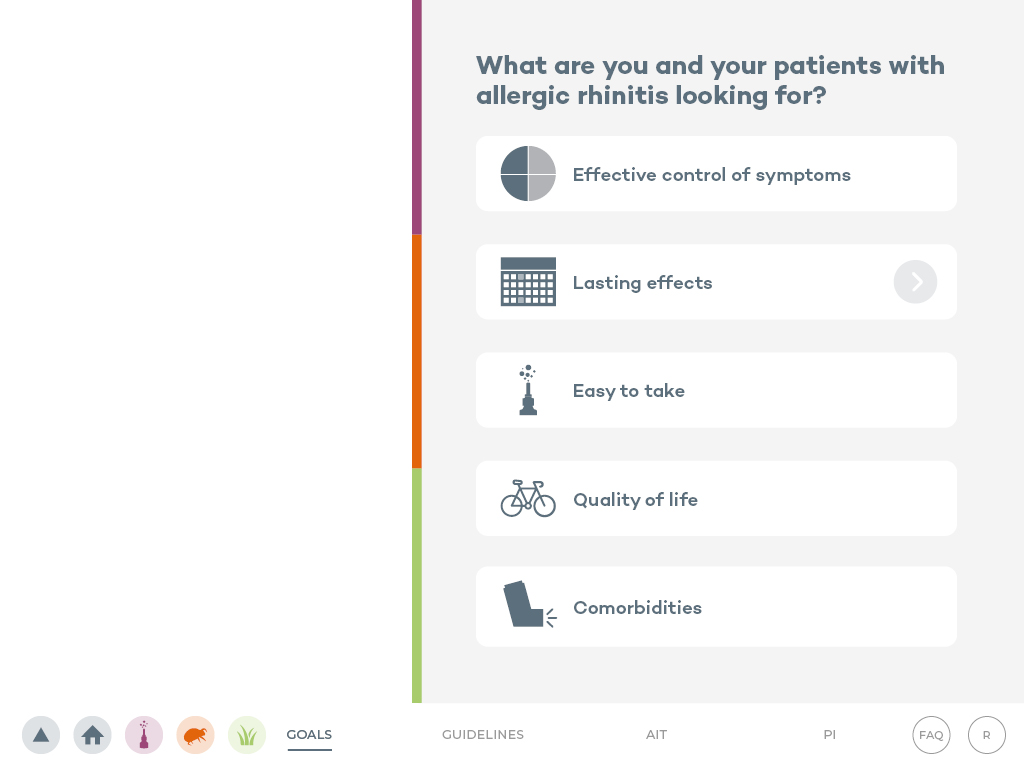 What are you and your patients with
allergic rhinitis looking for?
Effective control of symptoms
Lasting effects
Easy to take
Quality of life
Comorbidities
GOALS
GUIDELINES
AIT
PI
FAQ
R